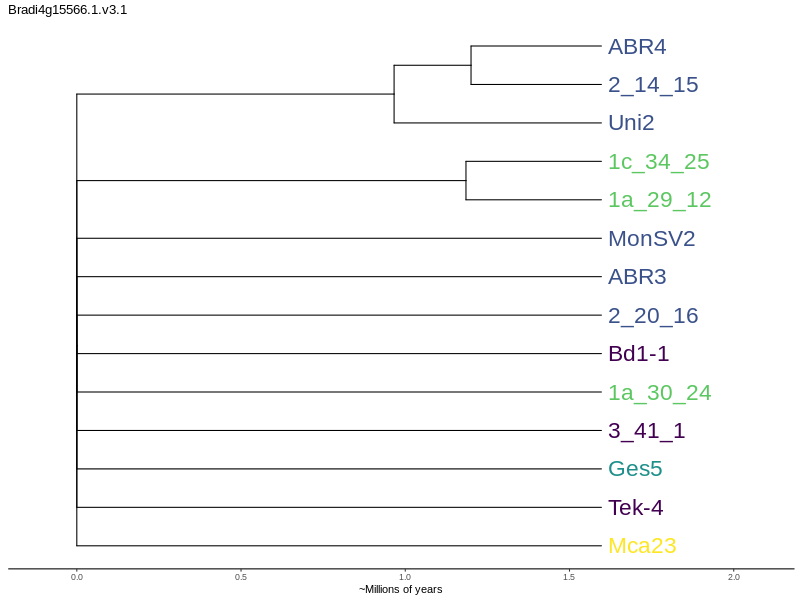 Bradi4g15566.1.v3.1
ABR4
2_14_15
Uni2
1c_34_25
1a_29_12
MonSV2
ABR3
2_20_16
Bd1-1
1a_30_24
3_41_1
Ges5
Tek-4
Mca23
0.0 0.5 1.0 1.5 2.0
~Millions of years